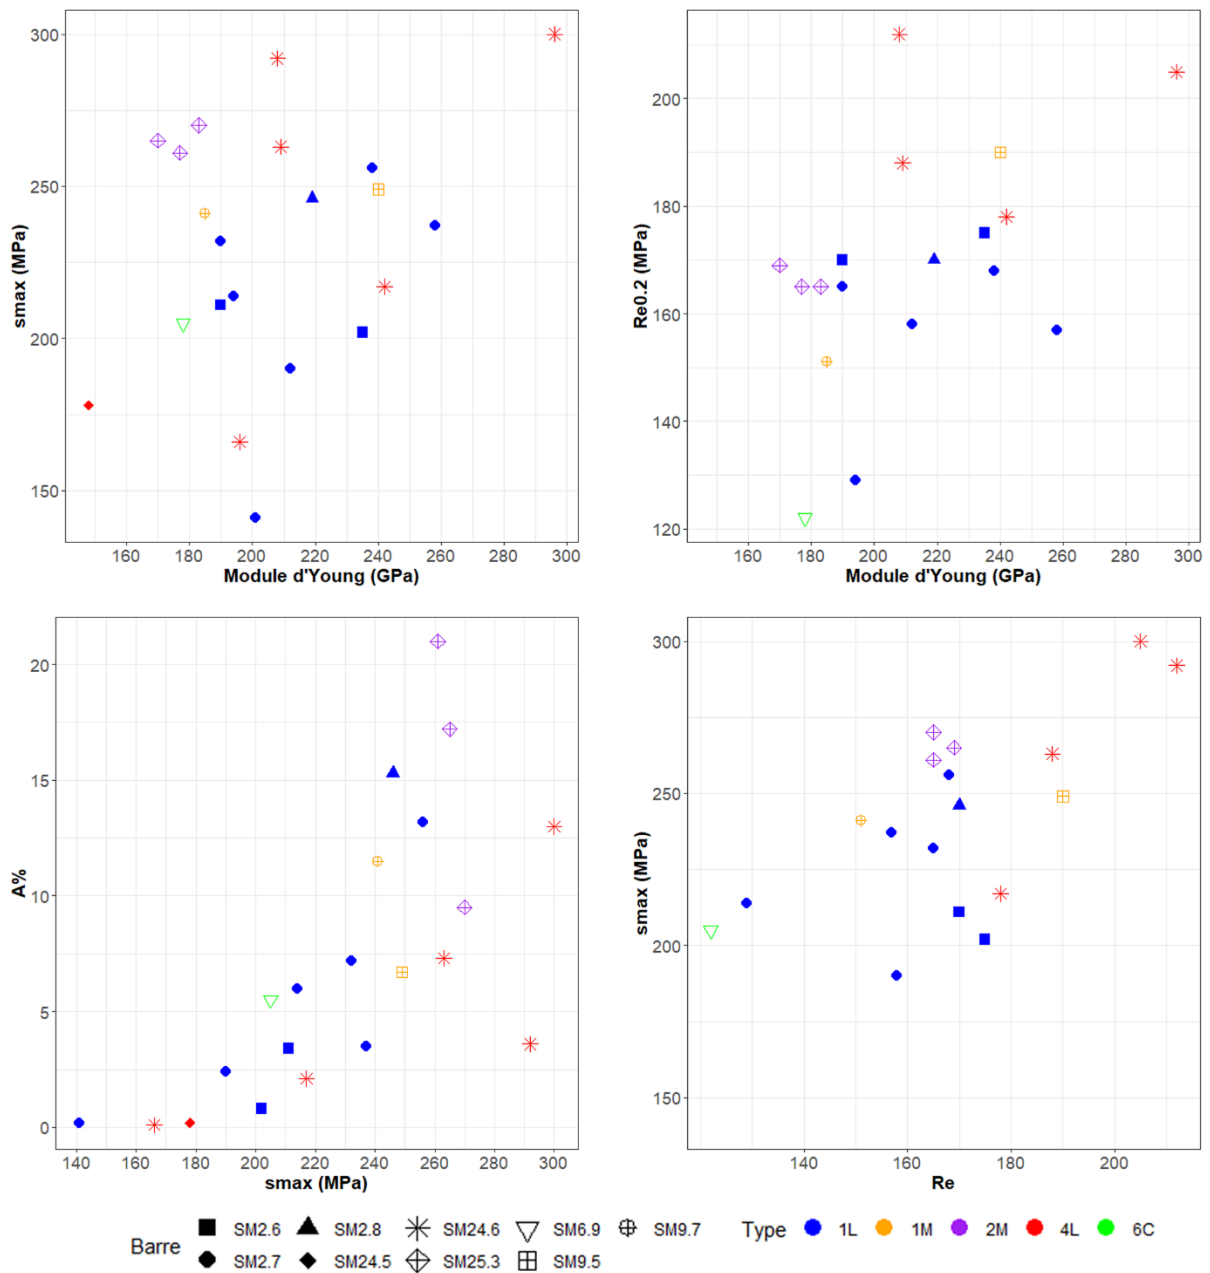 300
250
200
150
smax (MPa)
160 180 200 220 240 260 280 300
Module d'Young (GPa)
200
180
160
140
120
Re0.2 (MPa)
160 180 200 220 240 260 280 300
Module d'Young (GPa)
20
15
10
5
0
A%
140 160 180 200 220 240 260 280 300
smax (MPa)
300
250
200
150
smax (MPa)
140 160 180 200
Re
Barre
SM2.6 SM2.8 SM24.6 SM6.9 SM9.7
SM2.7 SM24.5 SM25.3 SM9.5
Type 1L 1M 2M 4L 6C